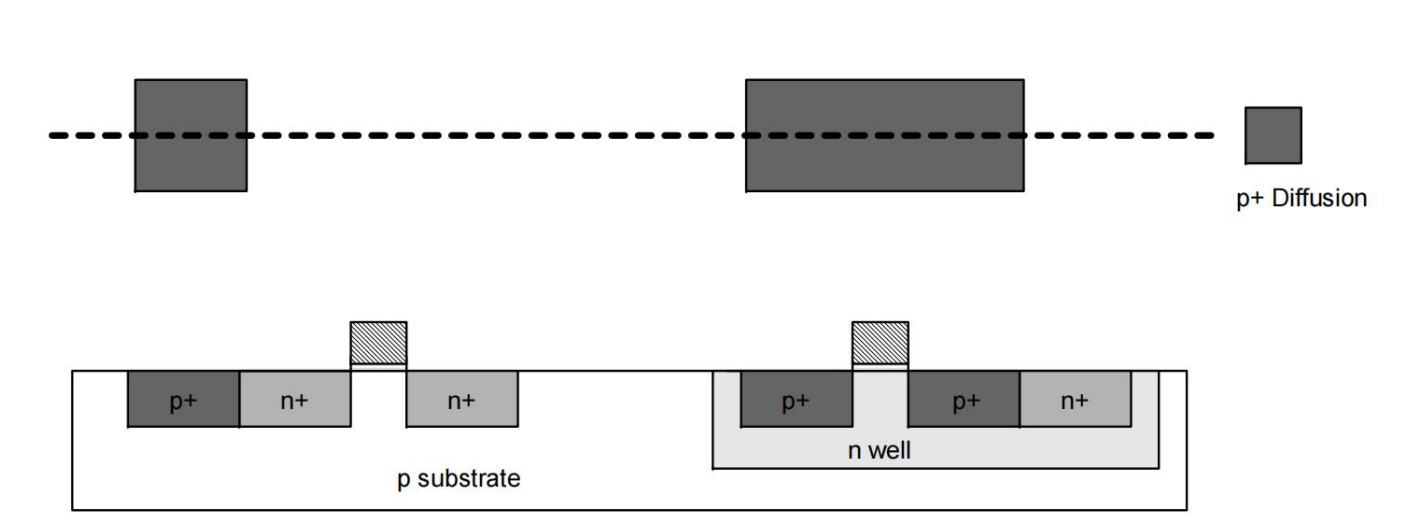 p+ Diffusion
p+
n+
n+
p+
p+
n+
n well
p substrate